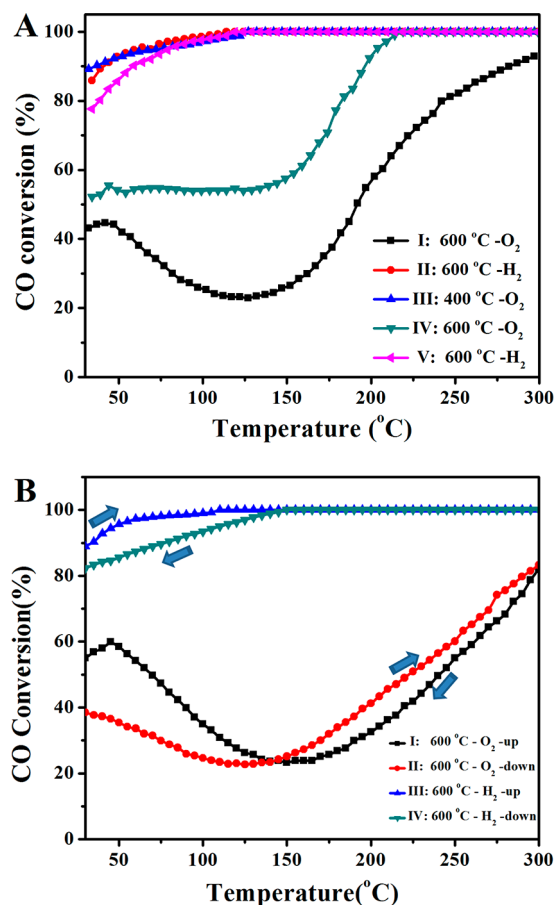 A
100
80
60
40
20
0
CO conversion (%)
I: 600 °C -O₂
II: 600 °C -H₂
III: 400 °C -O₂
IV: 600 °C -O₂
V: 600 °C -H₂
50 100 150 200 250 300
Temperature (°C)
B
100
80
60
40
20
0
CO Conversion(%)
I: 600 °C - O₂ -up
II: 600 °C - O₂ -down
III: 600 °C - H₂ -up
IV: 600 °C - H₂ -down
50 100 150 200 250 300
Temperature(°C)